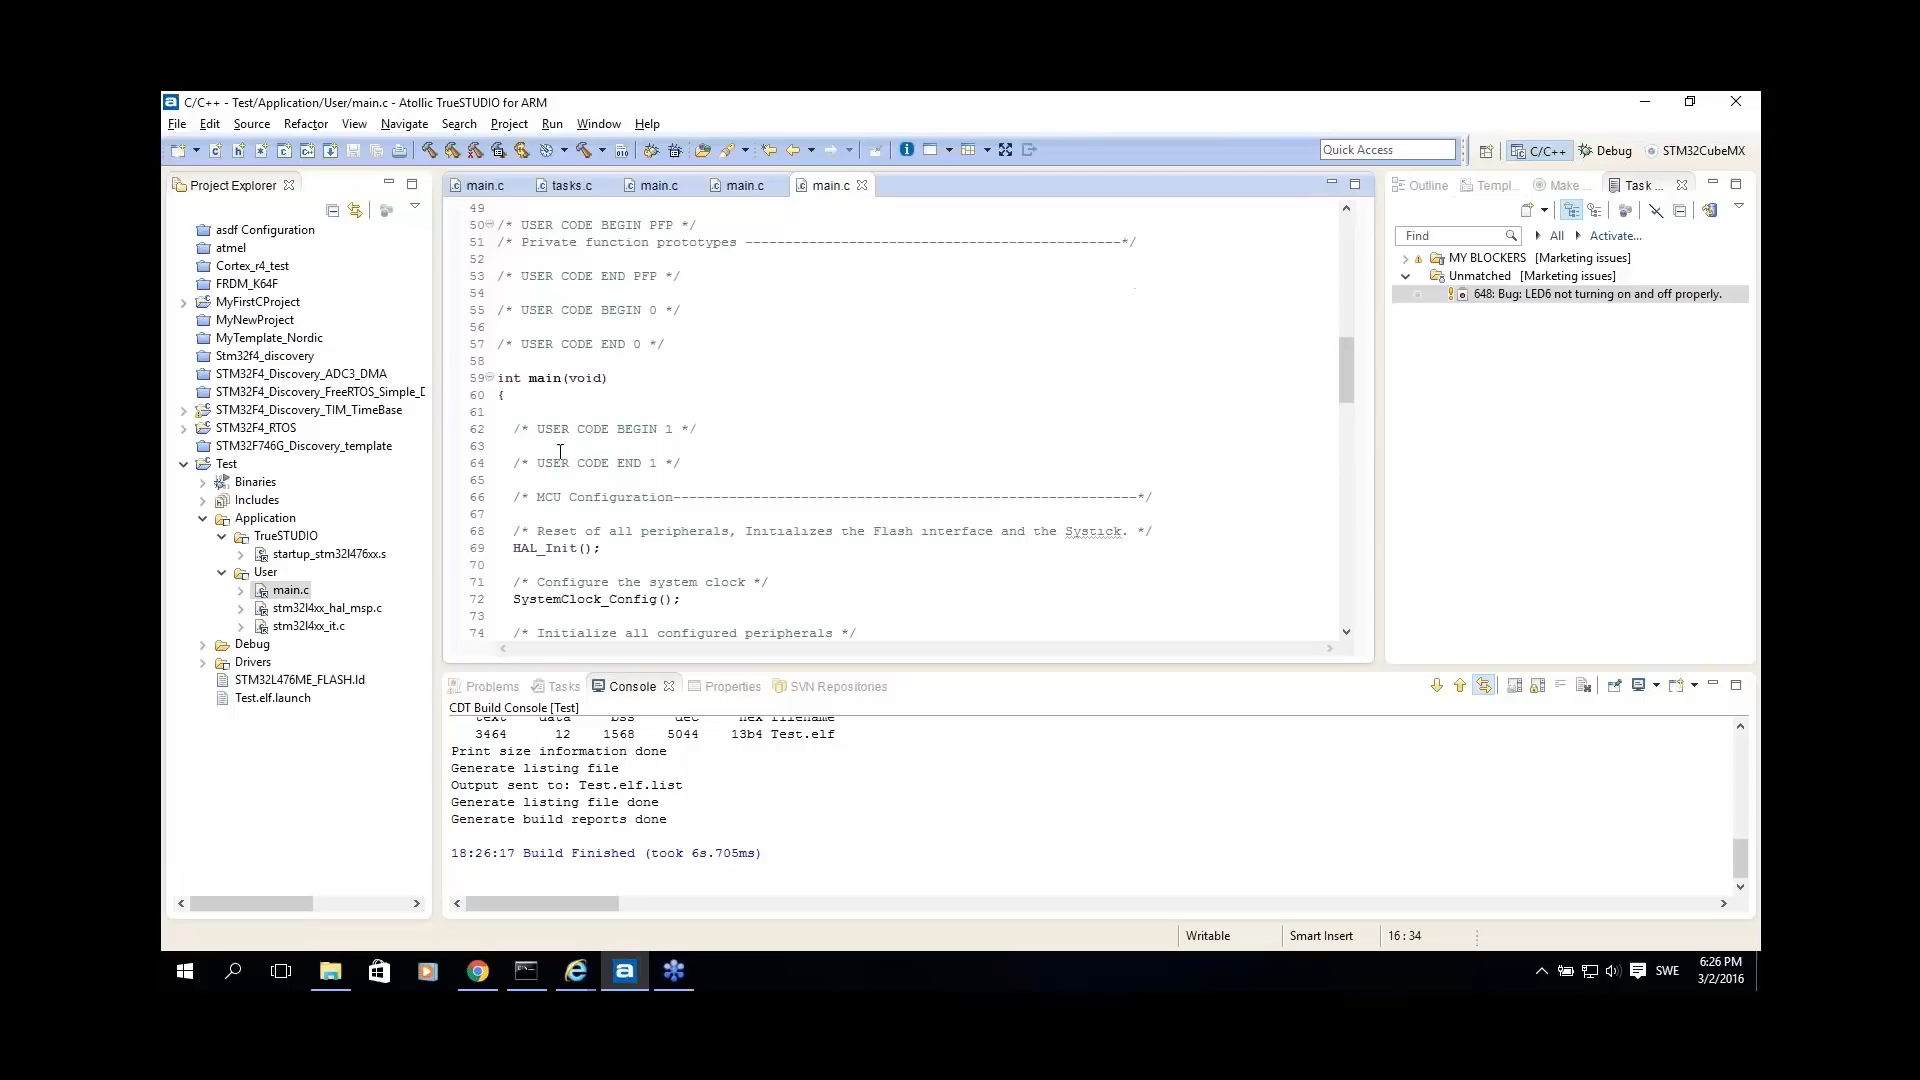 C/C++ - Test/Application/User/main.c - Atollic TrueSTUDIO for ARM
File Edit Source Refactor View Navigate Search Project Run Window Help
Quick Access
C/C++
Debug
STM32CubeMX
Project Explorer
asdf Configuration
atmel
Cortex_r4_test
FRDM_K64F
MyFirstCProject
MyNewProject
MyTemplate_Nordic
Stm32f4_discovery
STM32F4_Discovery_ADC3_DMA
STM32F4_Discovery_FreeRTOS_Simple_D
STM32F4_Discovery_TIM_TimeBase
STM32F4_RTOS
STM32F746G_Discovery_template
Test
Binaries
Includes
Application
TrueSTUDIO
startup_stm32l476xx.s
User
main.c
stm32l4xx_hal_msp.c
stm32l4xx_it.c
Debug
Drivers
STM32L476ME_FLASH.ld
Test.elf.launch
main.c tasks.c main.c main.c main.c
49
50 /* USER CODE BEGIN PFP */
51 /* Private function prototypes -----------------------------------------------*/
52
53 /* USER CODE END PFP */
54
55 /* USER CODE BEGIN 0 */
56
57 /* USER CODE END 0 */
58
59 int main(void)
60 {
61
62 /* USER CODE BEGIN 1 */
63
64 /* USER CODE END 1 */
65
66 /* MCU Configuration----------------------------------------------------------*/
67
68 /* Reset of all peripherals, Initializes the Flash interface and the Systick. */
69 HAL_Init();
70
71 /* Configure the system clock */
72 SystemClock_Config();
73
74 /* Initialize all configured peripherals */
Outline Templ... Make ... Task ...
Find
All Activate...
MY BLOCKERS [Marketing issues]
Unmatched [Marketing issues]
648: Bug: LED6 not turning on and off properly.
Problems Tasks Console Properties SVN Repositories
CDT Build Console [Test]
text data bss dec hex filename
3464 12 1568 5044 13b4 Test.elf
Print size information done
Generate listing file
Output sent to: Test.elf.list
Generate listing file done
Generate build reports done
18:26:17 Build Finished (took 6s.705ms)
Writable
Smart Insert
16 : 34
SWE
6:26 PM
3/2/2016